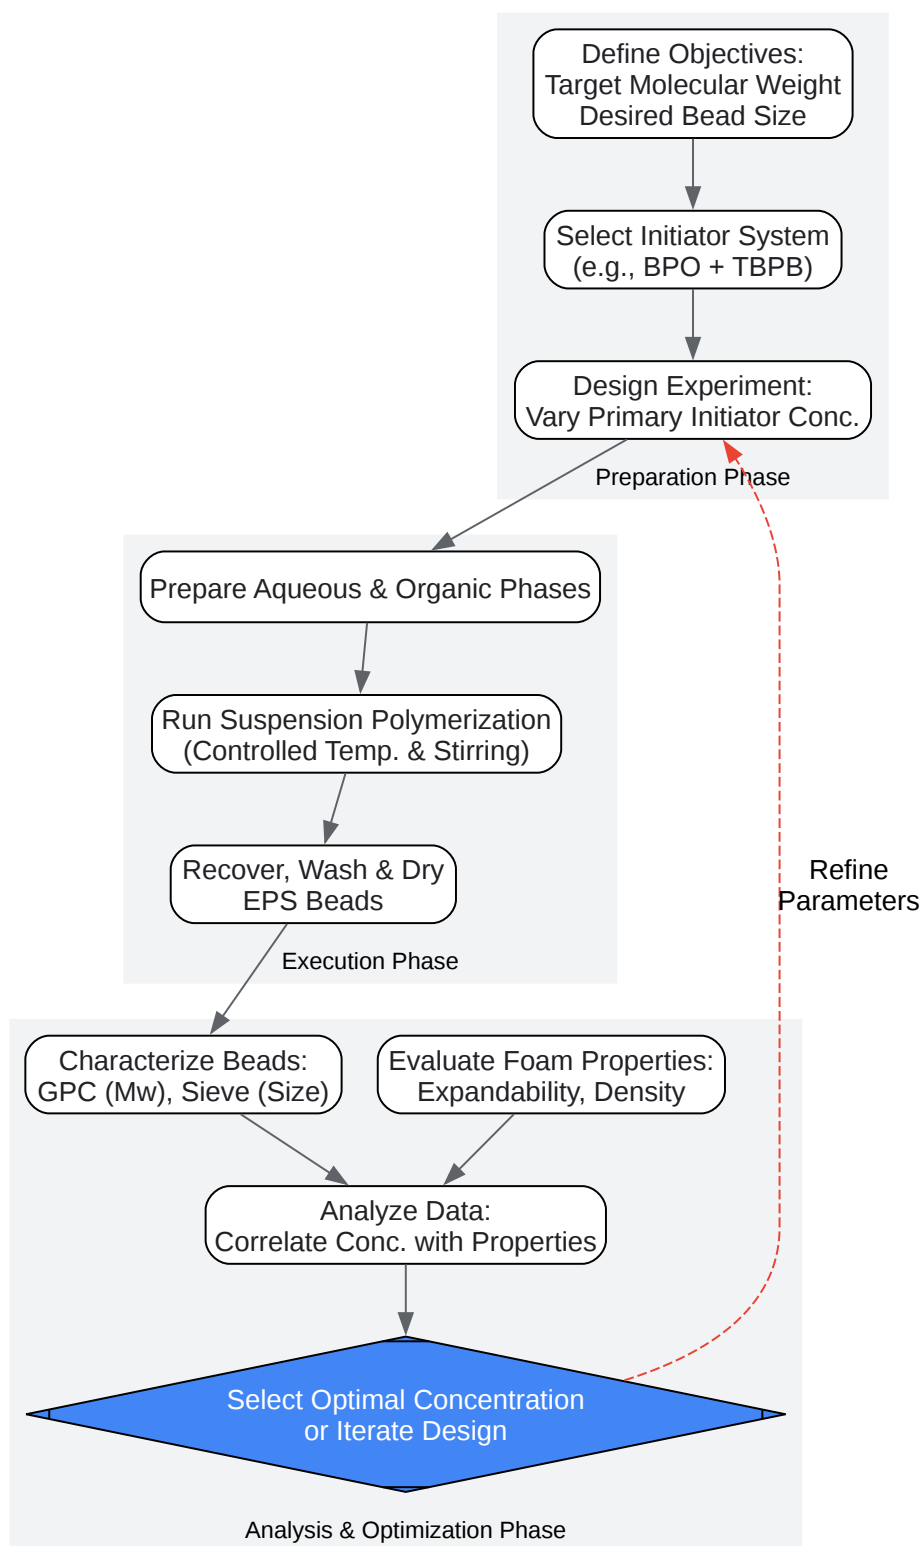 Define Objectives:
Target Molecular Weight
Desired Bead Size
Select Initiator System
(e.g., BPO + TBPB)
Design Experiment:
Vary Primary Initiator Conc.
Preparation Phase
Prepare Aqueous & Organic Phases
Run Suspension Polymerization
(Controlled Temp. & Stirring)
Recover, Wash & Dry
EPS Beads
Execution Phase
Refine
Parameters
Characterize Beads:
GPC (Mw), Sieve (Size)
Evaluate Foam Properties:
Expandability, Density
Analyze Data:
Correlate Conc. with Properties
Select Optimal Concentration
or Iterate Design
Analysis & Optimization Phase